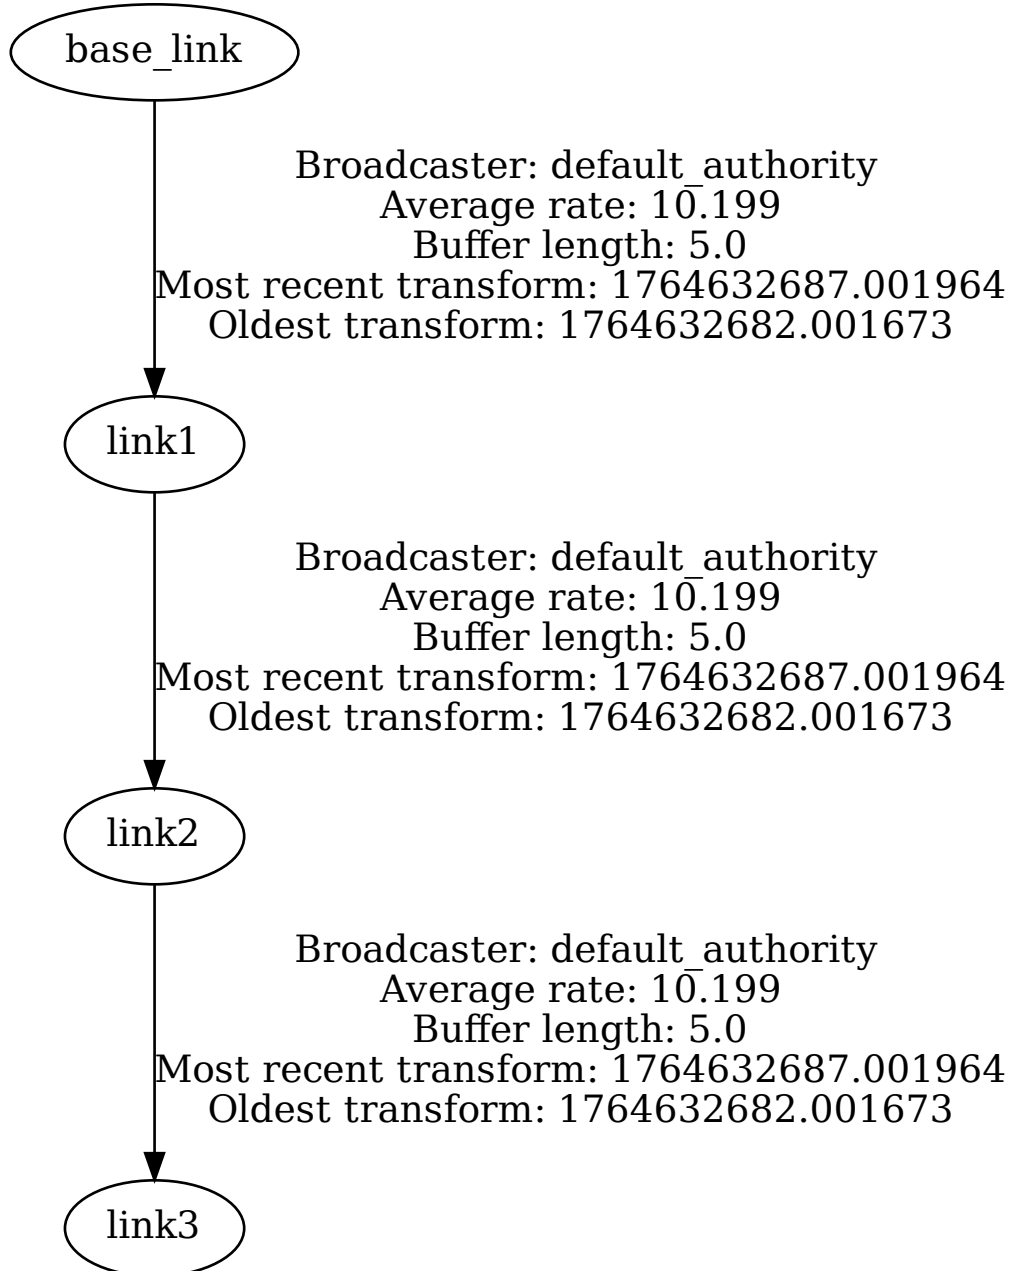 base_link
Broadcaster: default_authority
Average rate: 10.199
Buffer length: 5.0
Most recent transform: 1764632687.001964
Oldest transform: 1764632682.001673
link1
Broadcaster: default_authority
Average rate: 10.199
Buffer length: 5.0
Most recent transform: 1764632687.001964
Oldest transform: 1764632682.001673
link2
Broadcaster: default_authority
Average rate: 10.199
Buffer length: 5.0
Most recent transform: 1764632687.001964
Oldest transform: 1764632682.001673
link3